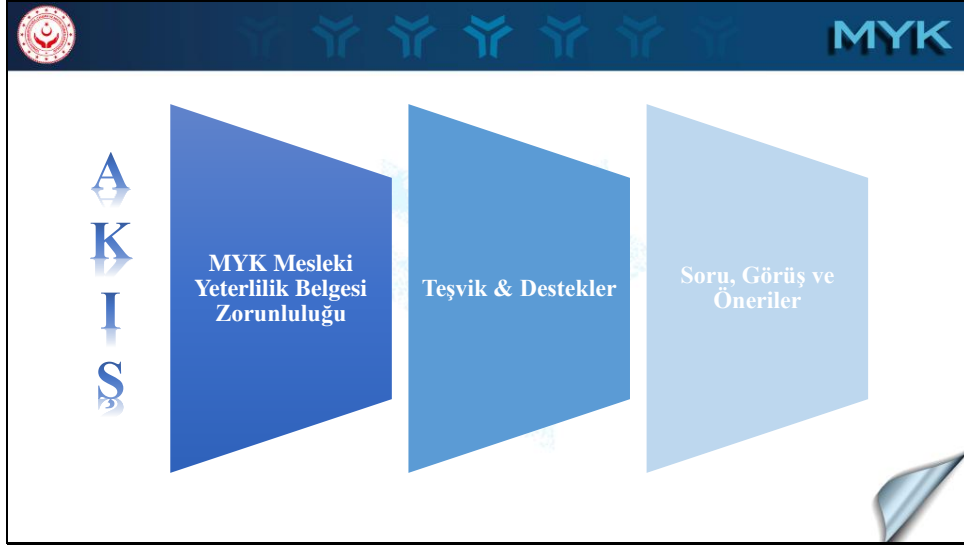 MYK
A
K
I
Ş
MYK Mesleki
Yeterlilik Belgesi
Zorunluluğu
Teşvik & Destekler
Soru, Görüş ve
Öneriler